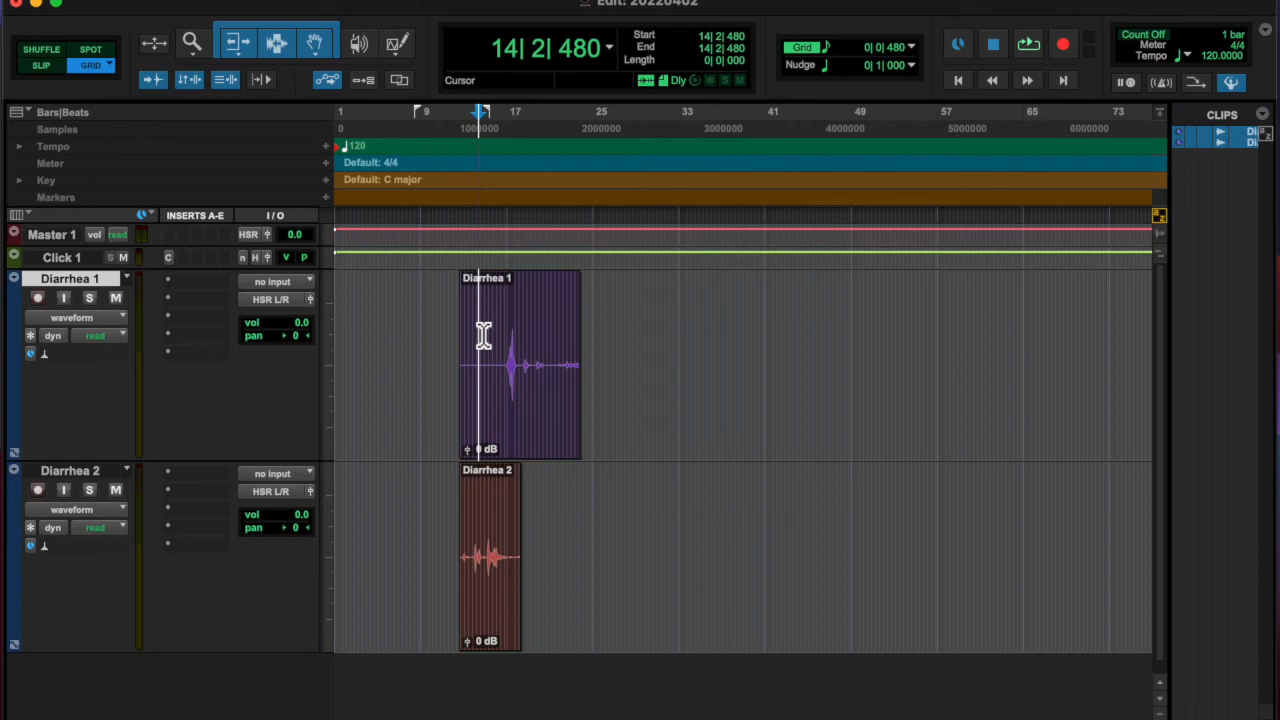 Edit: 20220402
SHUFFLE SPOT
SLIP GRID
14| 2| 480
Start 14| 2| 480
End 14| 2| 480
Length 0| 0| 000
Cursor
Dly S M
Grid 0| 0| 480
Nudge 0| 1| 000
Count Off 1 bar
Meter 4/4
Tempo 120.0000
Bars|Beats
1 9 17 25 33 41 57 65 73
Samples
0 1000000 2000000 3000000 4000000 5000000 6000000
Tempo
120
Meter
Default: 4/4
Key
Default: C major
Markers
CLIPS
Di
Di
a z
INSERTS A-E I / O
a z
Master 1 vol read HSR 0.0
Click 1 S M C n H v p
Diarrhea 1
I S M
waveform
dyn read
no input
HSR L/R
vol 0.0
pan 0
Diarrhea 1
0 dB
Diarrhea 2
I S M
waveform
dyn read
no input
HSR L/R
vol 0.0
pan 0
Diarrhea 2
0 dB